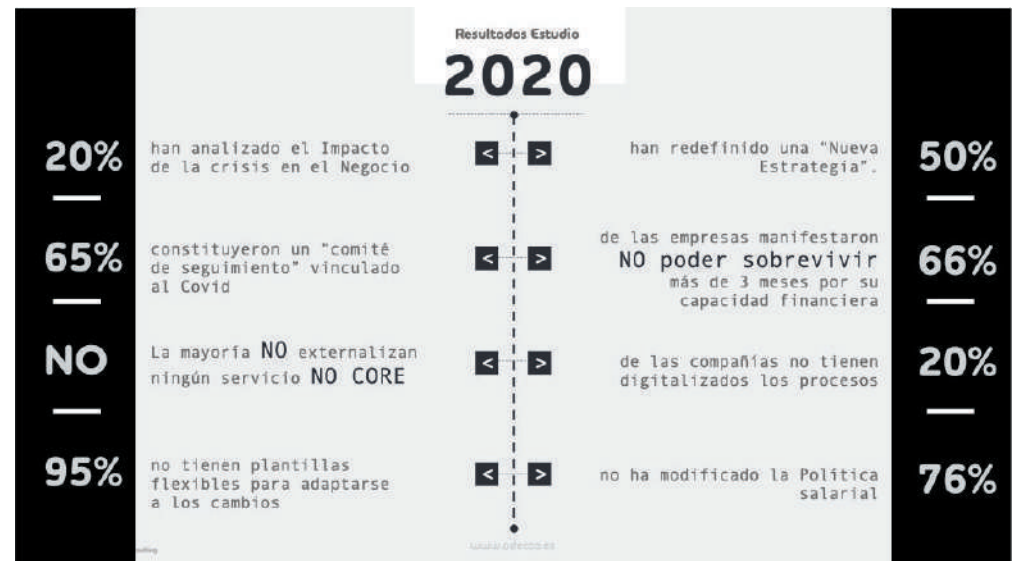 Resultados Estudio
2020
20%
han analizado el Impacto
de la crisis en el Negocio
< >
han redefinido una "Nueva
Estrategia".
50%
65%
constituyeron un "comité
de seguimiento" vinculado
al Covid
< >
de las empresas manifestaron
NO poder sobrevivir
más de 3 meses por su
capacidad financiera
66%
NO
La mayoría NO externalizan
ningún servicio NO CORE
< >
de las compañías no tienen
digitalizados los procesos
20%
95%
no tienen plantillas
flexibles para adaptarse
a los cambios
< >
no ha modificado la Política
salarial
76%